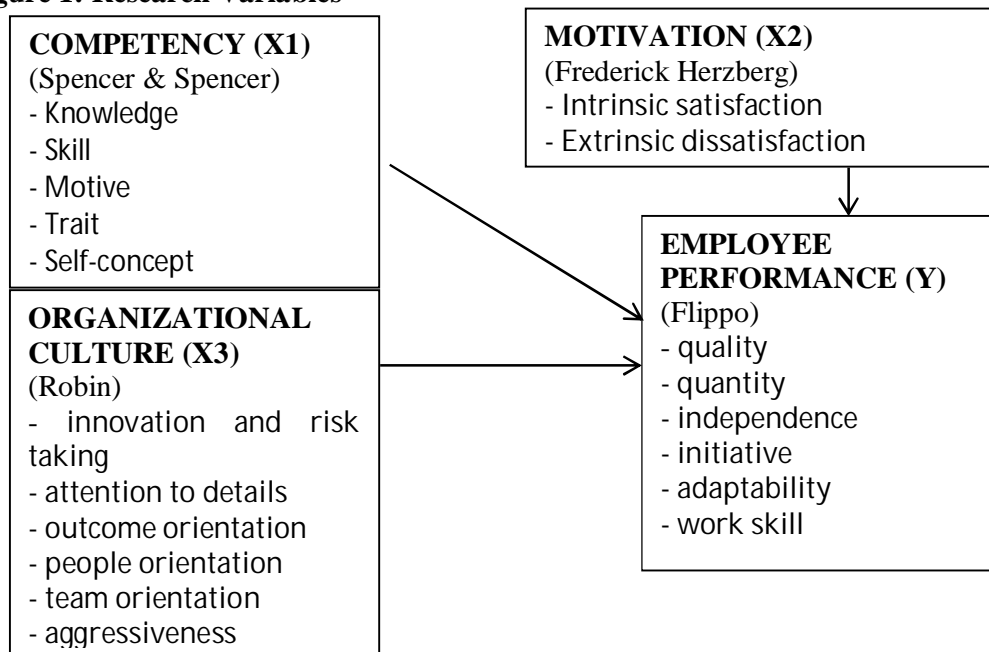 gure 1: Research Variables
COMPETENCY (X1)
(Spencer & Spencer)
- Knowledge
- Skill
- Motive
- Trait
- Self-concept
MOTIVATION (X2)
(Frederick Herzberg)
- Intrinsic satisfaction
- Extrinsic dissatisfaction
ORGANIZATIONAL
CULTURE (X3)
(Robin)
- innovation and risk
taking
- attention to details
- outcome orientation
- people orientation
- team orientation
- aggressiveness
EMPLOYEE
PERFORMANCE (Y)
(Flippo)
- quality
- quantity
- independence
- initiative
- adaptability
- work skill